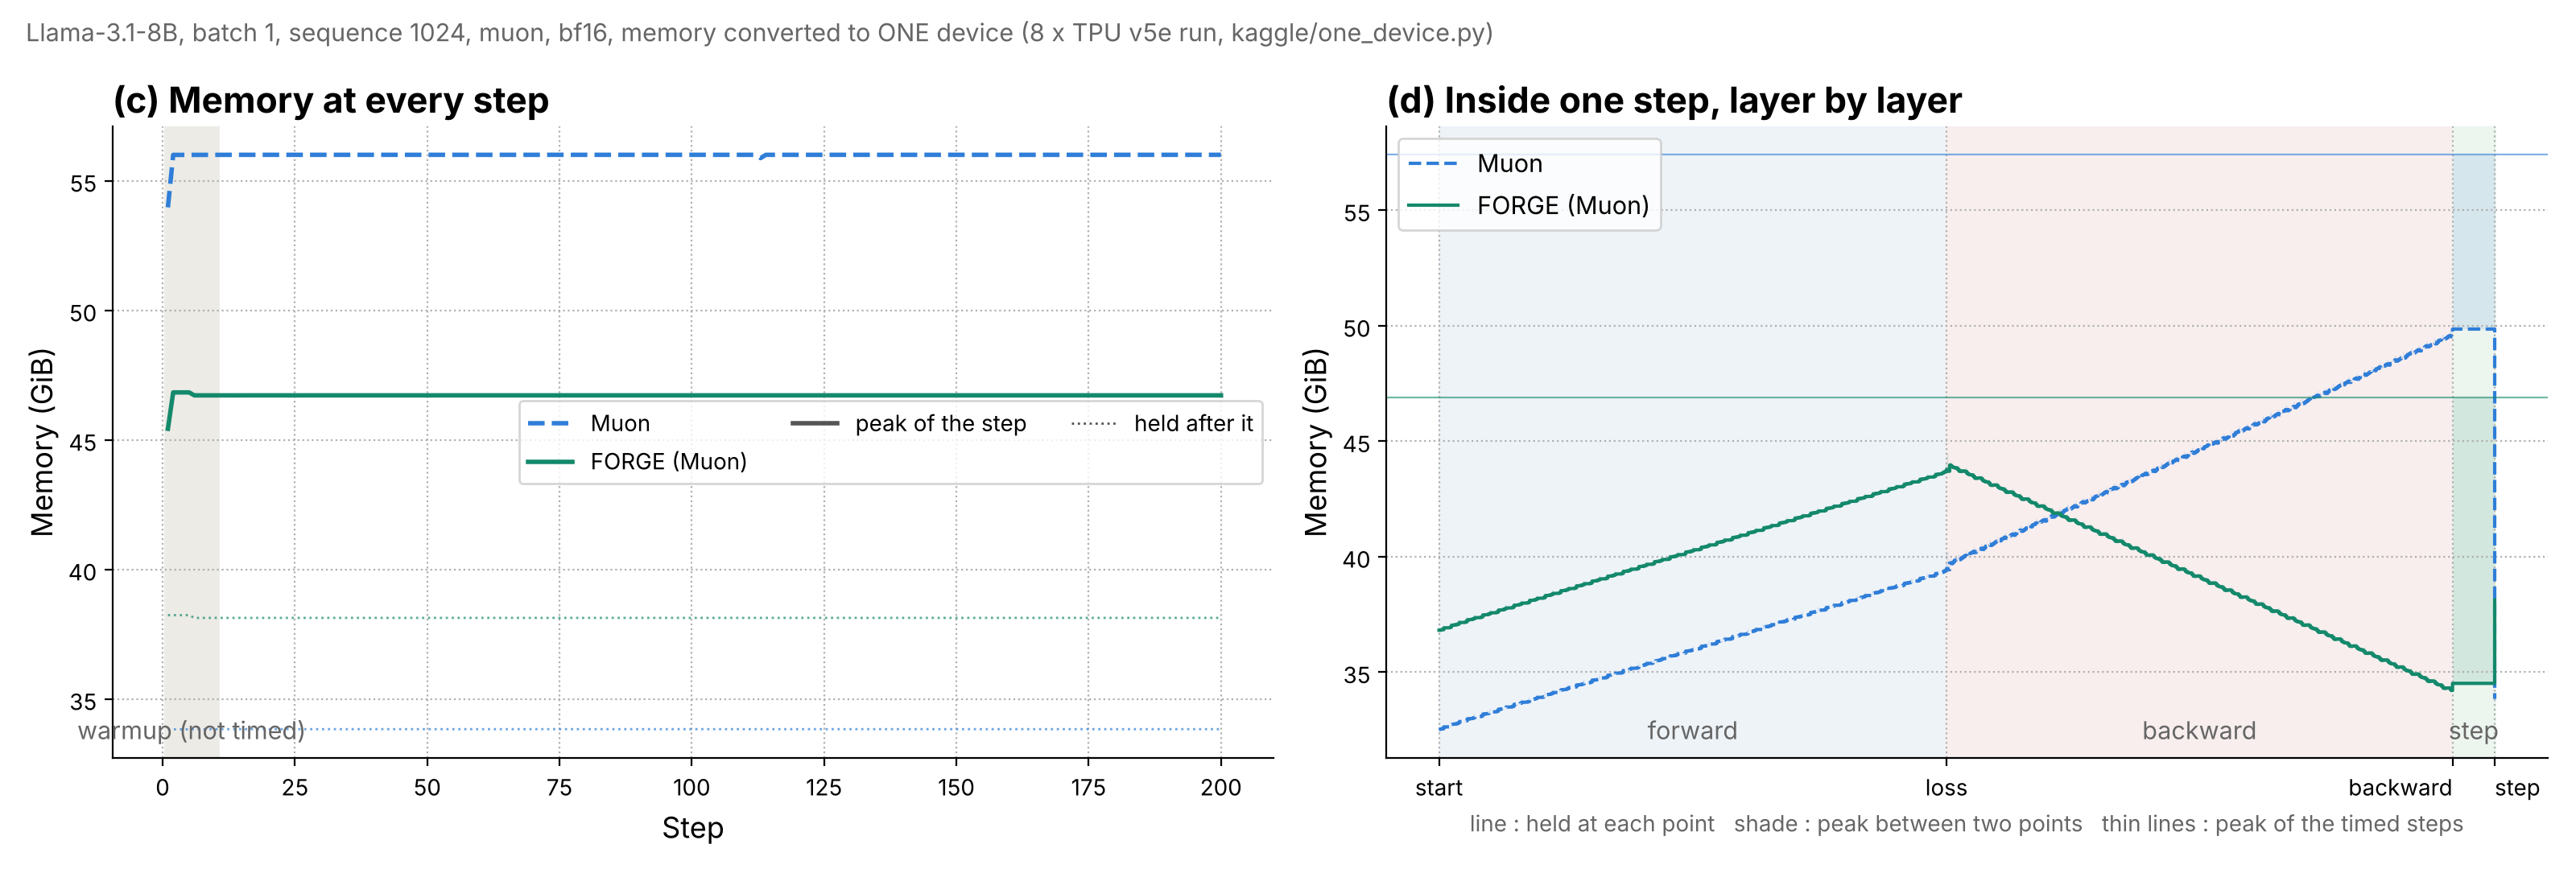 Llama-3.1-8B, batch 1, sequence 1024, muon, bf16, memory converted to ONE device (8 x TPU v5e run, kaggle/one_device.py)
(c) Memory at every step
Memory (GiB)
55
50
45
40
35
Muon
FORGE (Muon)
peak of the step
held after it
warmup (not timed)
0 25 50 75 100 125 150 175 200
Step
(d) Inside one step, layer by layer
Memory (GiB)
55
50
45
40
35
Muon
FORGE (Muon)
forward backward step
start loss backward step
line : held at each point shade : peak between two points thin lines : peak of the timed steps